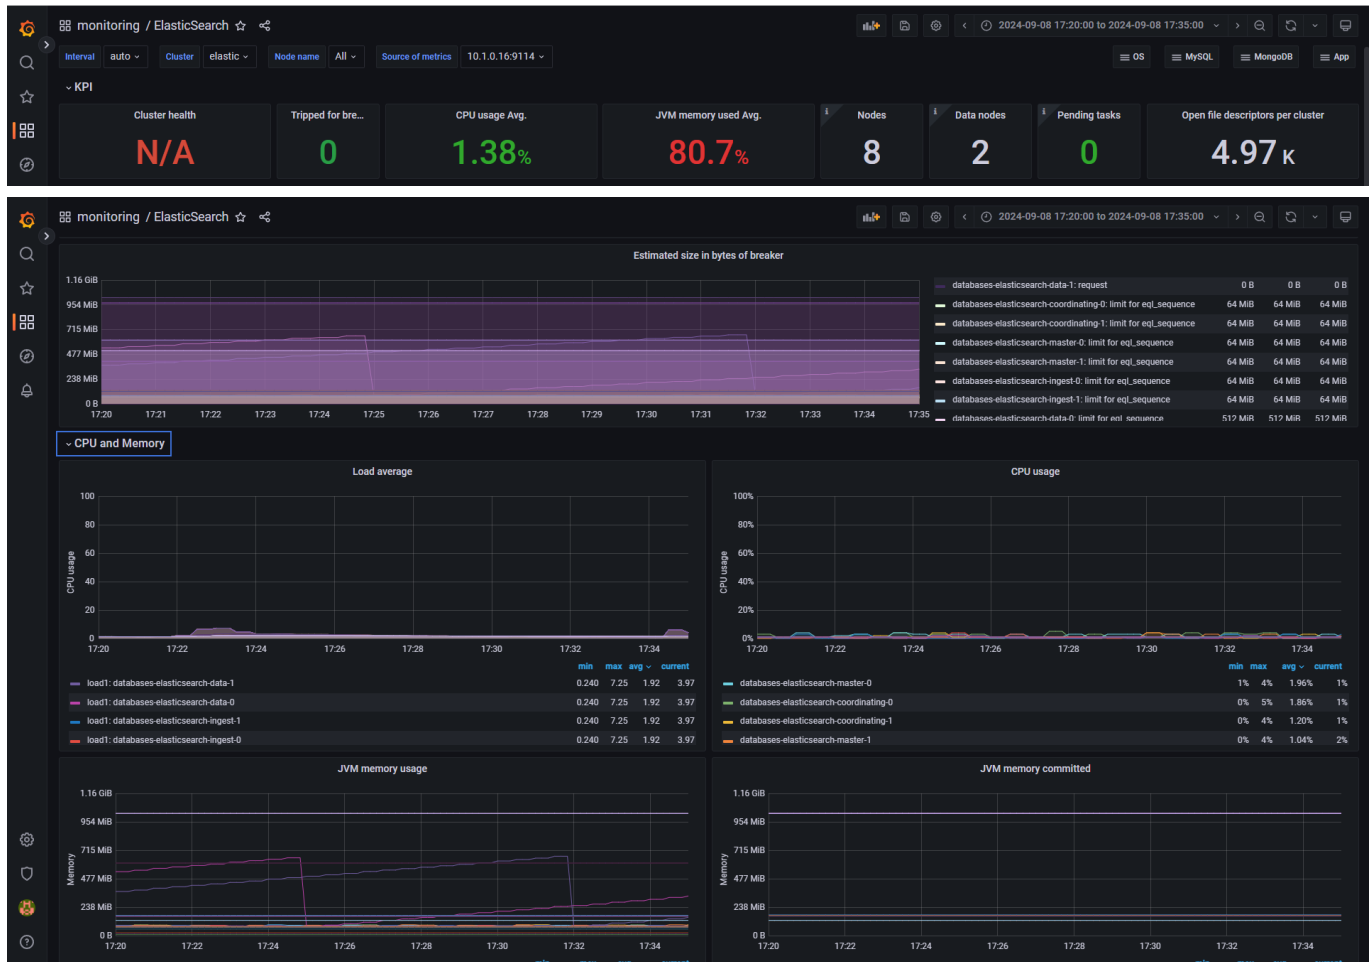 monitoring / ElasticSearch
2024-09-08 17:20:00 to 2024-09-08 17:35:00
Interval auto Cluster elastic Node name All Source of metrics 10.1.0.16:9114
OS MySQL MongoDB App
KPI
Cluster health
N/A
Tripped for bre...
0
CPU usage Avg.
1.38%
JVM memory used Avg.
80.7%
Nodes
8
Data nodes
2
Pending tasks
0
Open file descriptors per cluster
4.97 K
monitoring / ElasticSearch
2024-09-08 17:20:00 to 2024-09-08 17:35:00
Estimated size in bytes of breaker
1.16 GiB
954 MiB
715 MiB
477 MiB
238 MiB
0 B
17:20 17:21 17:22 17:23 17:24 17:25 17:26 17:27 17:28 17:29 17:30 17:31 17:32 17:33 17:34 17:35
databases-elasticsearch-data-1: request 0 B 0 B 0 B
databases-elasticsearch-coordinating-0: limit for eql_sequence 64 MiB 64 MiB 64 MiB
databases-elasticsearch-coordinating-1: limit for eql_sequence 64 MiB 64 MiB 64 MiB
databases-elasticsearch-master-0: limit for eql_sequence 64 MiB 64 MiB 64 MiB
databases-elasticsearch-master-1: limit for eql_sequence 64 MiB 64 MiB 64 MiB
databases-elasticsearch-ingest-0: limit for eql_sequence 64 MiB 64 MiB 64 MiB
databases-elasticsearch-ingest-1: limit for eql_sequence 64 MiB 64 MiB 64 MiB
databases-elasticsearch-data-0: limit for eql_sequence 512 MiB 512 MiB 512 MiB
CPU and Memory
Load average
CPU usage
100
80
60
40
20
0
17:20 17:22 17:24 17:26 17:28 17:30 17:32 17:34
min max avg current
load1: databases-elasticsearch-data-1 0.240 7.25 1.92 3.97
load1: databases-elasticsearch-data-0 0.240 7.25 1.92 3.97
load1: databases-elasticsearch-ingest-1 0.240 7.25 1.92 3.97
load1: databases-elasticsearch-ingest-0 0.240 7.25 1.92 3.97
CPU usage
CPU usage
100%
80%
60%
40%
20%
0%
17:20 17:22 17:24 17:26 17:28 17:30 17:32 17:34
min max avg current
databases-elasticsearch-master-0 1% 4% 1.96% 1%
databases-elasticsearch-coordinating-0 0% 5% 1.86% 1%
databases-elasticsearch-coordinating-1 0% 4% 1.20% 1%
databases-elasticsearch-master-1 0% 4% 1.04% 2%
JVM memory usage
Memory
1.16 GiB
954 MiB
715 MiB
477 MiB
238 MiB
0 B
17:20 17:22 17:24 17:26 17:28 17:30 17:32 17:34
JVM memory committed
Memory
1.16 GiB
954 MiB
715 MiB
477 MiB
238 MiB
0 B
17:20 17:22 17:24 17:26 17:28 17:30 17:32 17:34